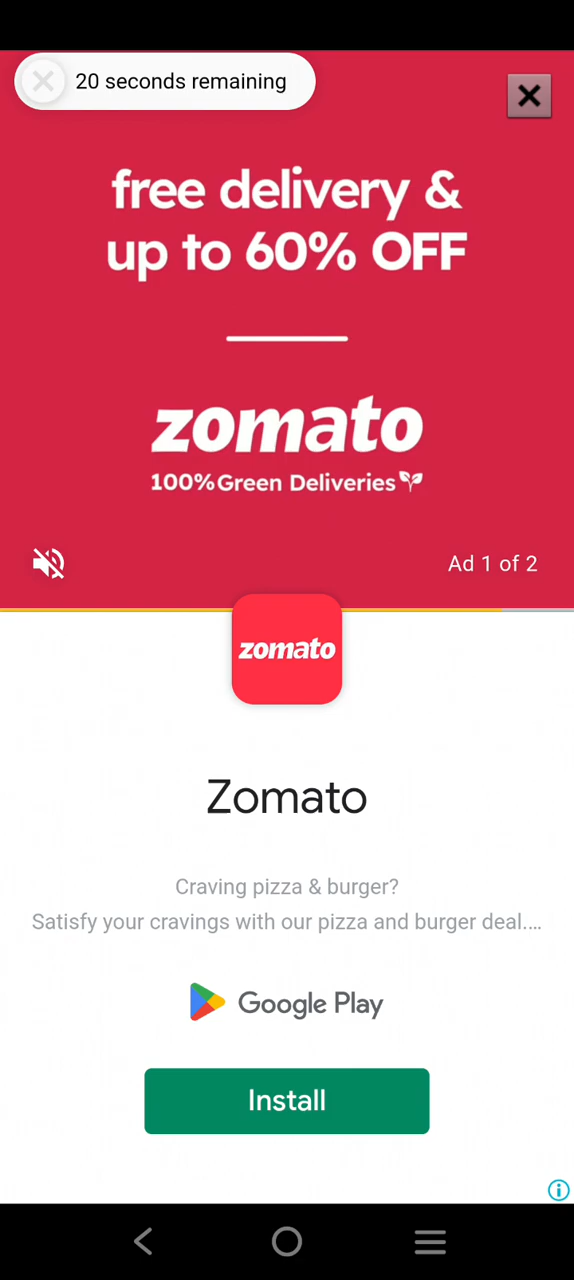 20 seconds remaining
free delivery &
up to 60% OFF
zomato
100% Green Deliveries
Ad 1 of 2
zomato
Zomato
Craving pizza & burger?
Satisfy your cravings with our pizza and burger deal....
Google Play
Install